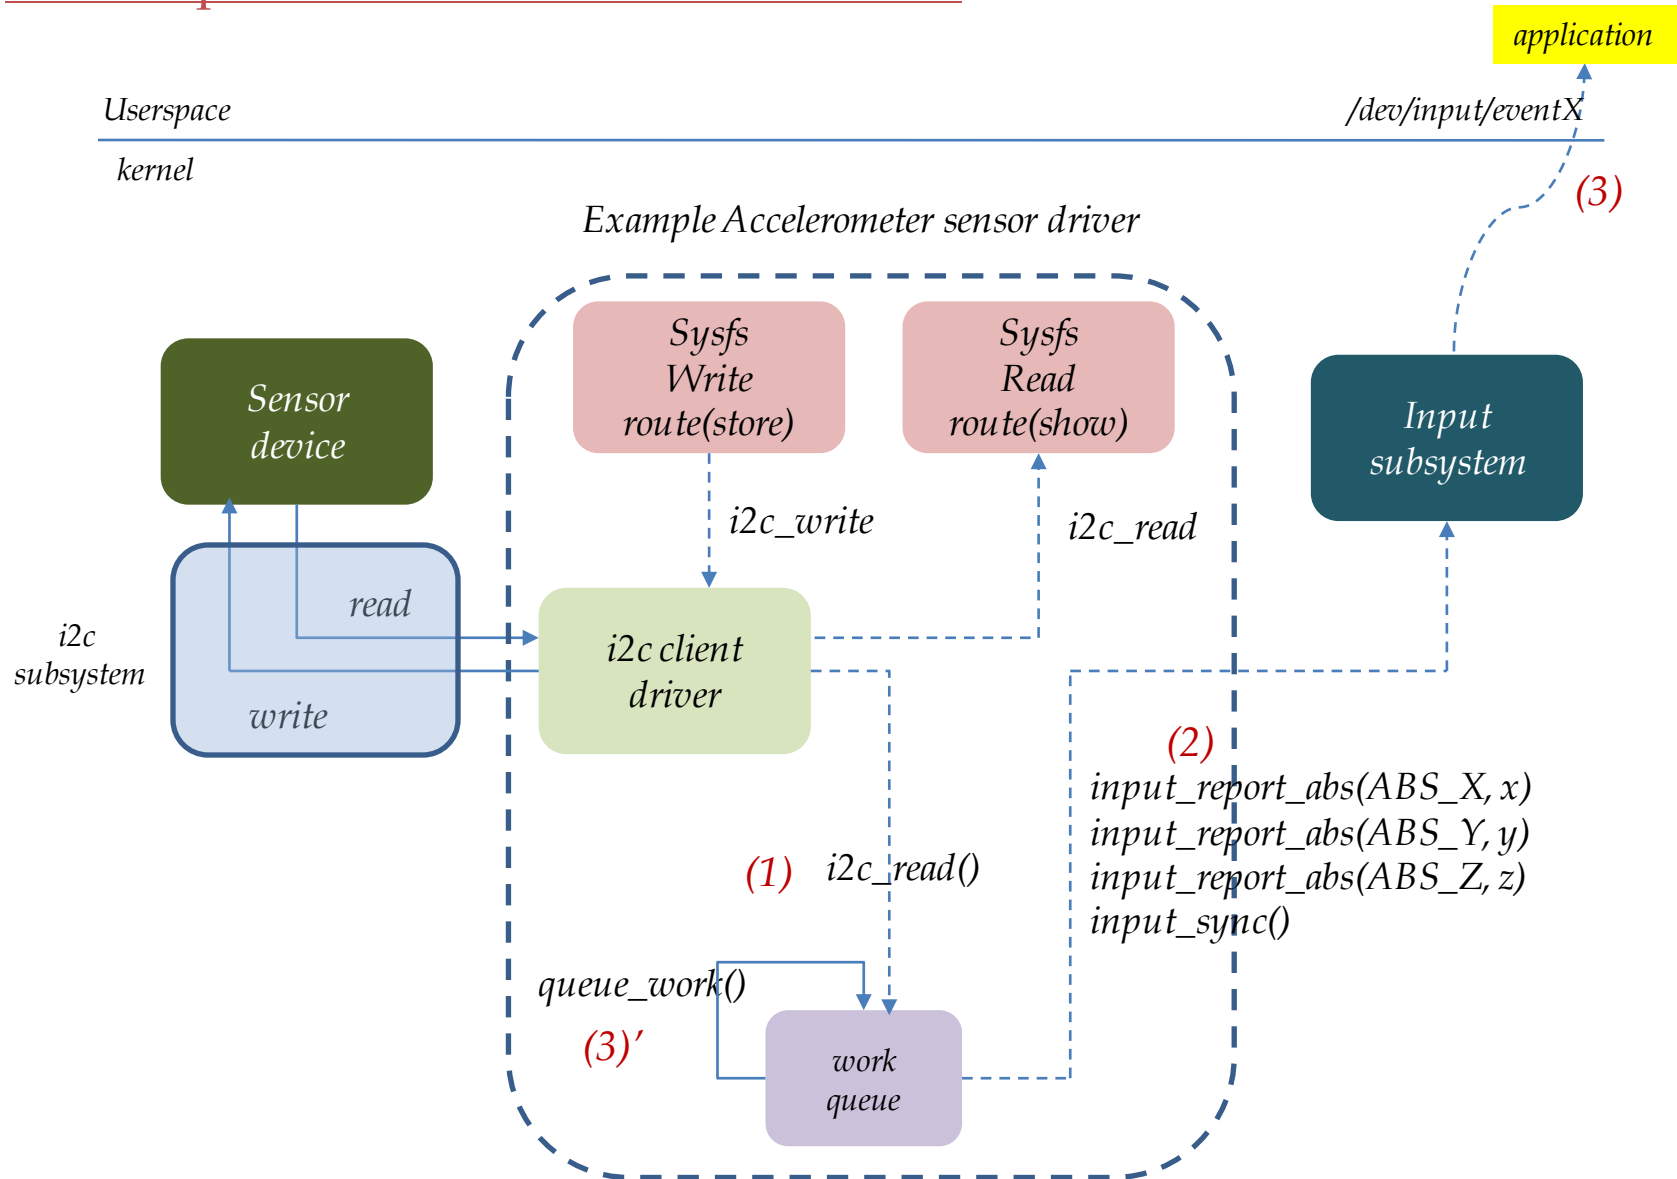 application
Userspace
/dev/input/eventX
kernel
(3)
Example Accelerometer sensor driver
Sysfs
Write
route(store)
Sysfs
Read
route(show)
Sensor
device
Input
subsystem
i2c_write
i2c_read
read
i2c
subsystem
write
i2c client
driver
(2)
input_report_abs(ABS_X, x)
input_report_abs(ABS_Y, y)
input_report_abs(ABS_Z, z)
input_sync()
(1)
i2c_read()
queue_work()
(3)'
work
queue